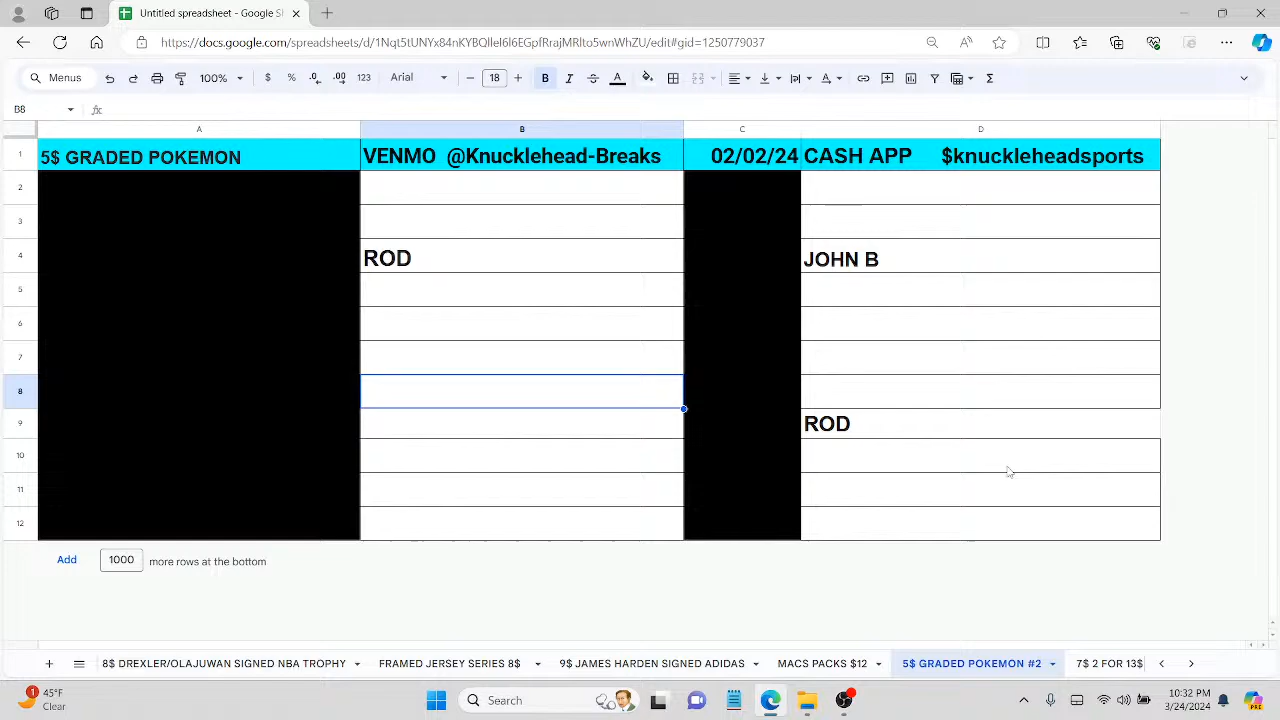 Untitled spreadsheet - Google S
https://docs.google.com/spreadsheets/d/1Nqt5tUNYx84nKYBQJlel6l6EGpfRrajMRIto5wnWhZU/edit#gid=1250779037
Menus 100% $ % .0 .00 123 Arial 18 B I A
B8 fx
A B C D
1 5$ GRADED POKEMON VENMO @Knucklehead-Breaks 02/02/24 CASH APP $knuckleheadsports
2
3
4 ROD JOHN B
5
6
7
8
9 ROD
10
11
12
Add 1000 more rows at the bottom
8$ DREXLER/OLAJUWAN SIGNED NBA TROPHY FRAMED JERSEY SERIES 8$ 9$ JAMES HARDEN SIGNED ADIDAS MACS PACKS $12 5$ GRADED POKEMON #2 7$ 2 FOR 13$
1 45°F Search 10:32 PM
Clear 3/24/2024